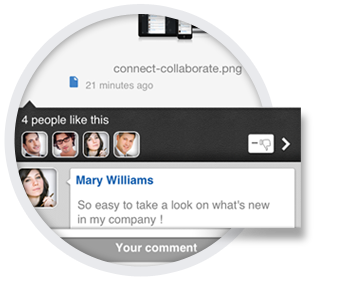 connect-collaborate.png
21 minutes ago
4 people like this
Mary Williams
So easy to take a look on what's new
in my company !
Your comment